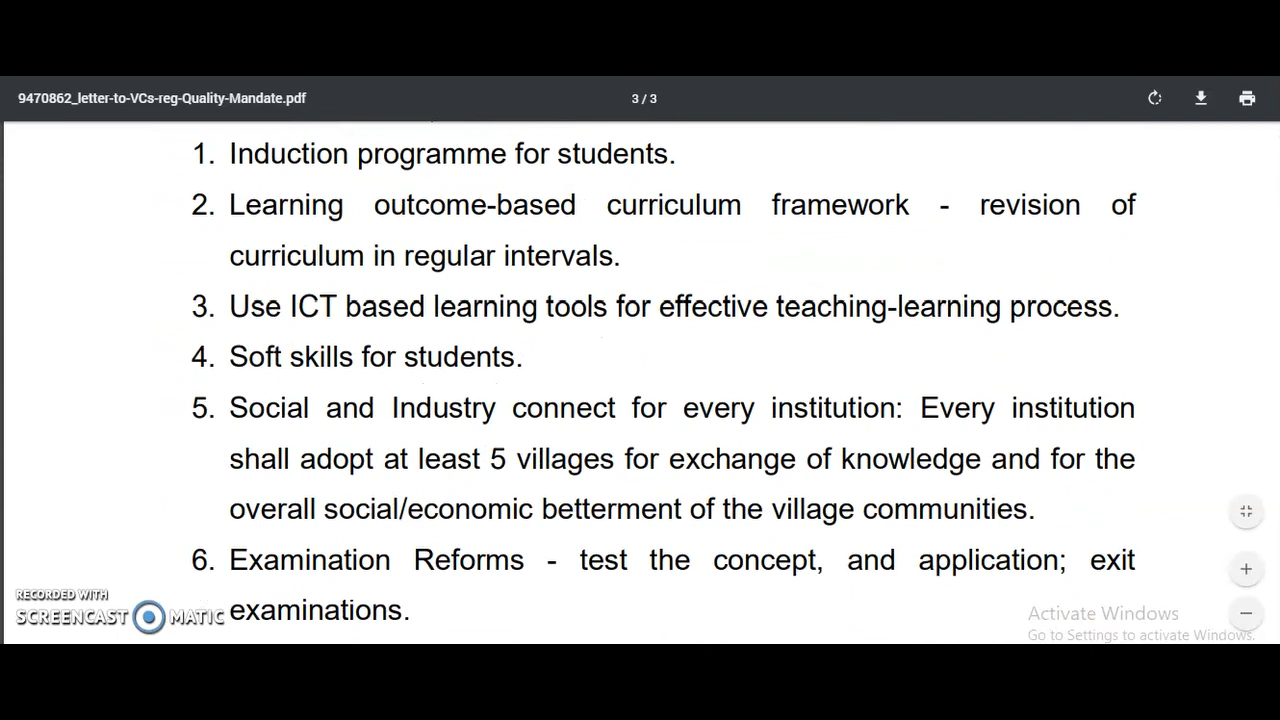 9470862_letter-to-VCs-reg-Quality-Mandate.pdf
3 / 3
1. Induction programme for students.
2. Learning outcome-based curriculum framework - revision of
curriculum in regular intervals.
3. Use ICT based learning tools for effective teaching-learning process.
4. Soft skills for students.
5. Social and Industry connect for every institution: Every institution
shall adopt at least 5 villages for exchange of knowledge and for the
overall social/economic betterment of the village communities.
6. Examination Reforms - test the concept, and application; exit
examinations.
RECORDED WITH
SCREENCAST MATIC
Activate Windows
Go to Settings to activate Windows.